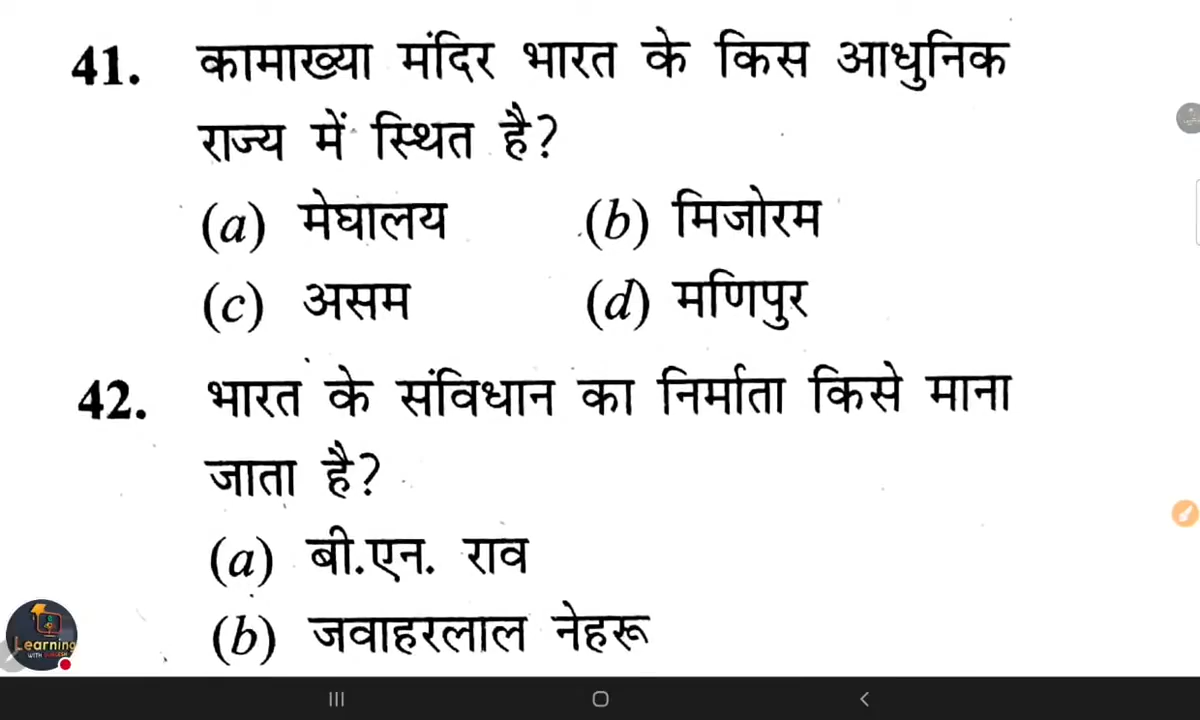 41. कामाख्या मंदिर भारत के किस आधुनिक
राज्य में स्थित है?
(a) मेघालय (b) मिजोरम
(c) असम (d) मणिपुर
42. भारत के संविधान का निर्माता किसे माना
जाता है?
(a) बी.एन. राव
(b) जवाहरलाल नेहरू
Learning